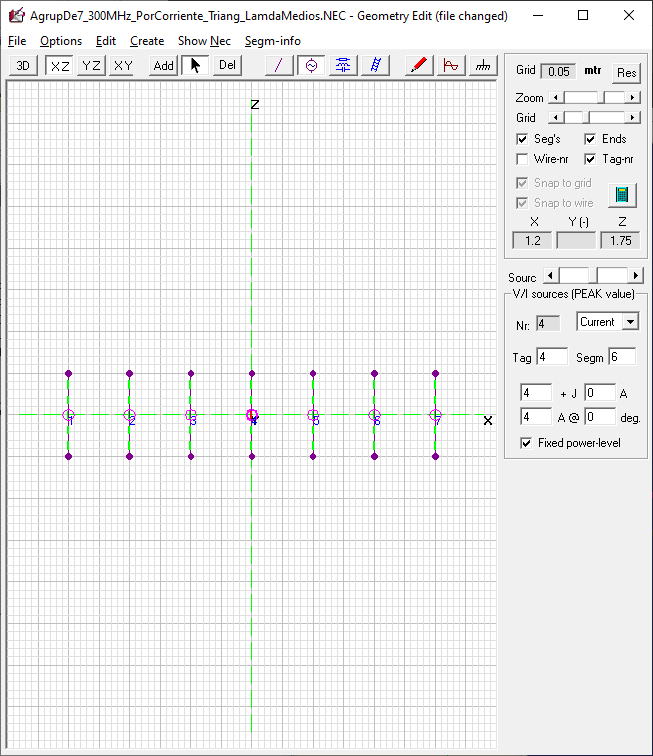 AgrupDe7_300MHz_PorCorriente_Triang_LamdaMedios.NEC - Geometry Edit (file changed)
File Options Edit Create Show Nec Segm-info
3D XZ YZ XY Add Del
Grid 0.05 mtr Res
Zoom
Grid
Seg's Ends
Wire-nr Tag-nr
Snap to grid
Snap to wire
X Y (-) Z
1.2 1.75
Sourc
V/I sources (PEAK value)
Nr: 4 Current
Tag 4 Segm 6
4 + J 0 A
4 A @ 0 deg.
Fixed power-level
Z
1 2 3 4 5 6 7 X